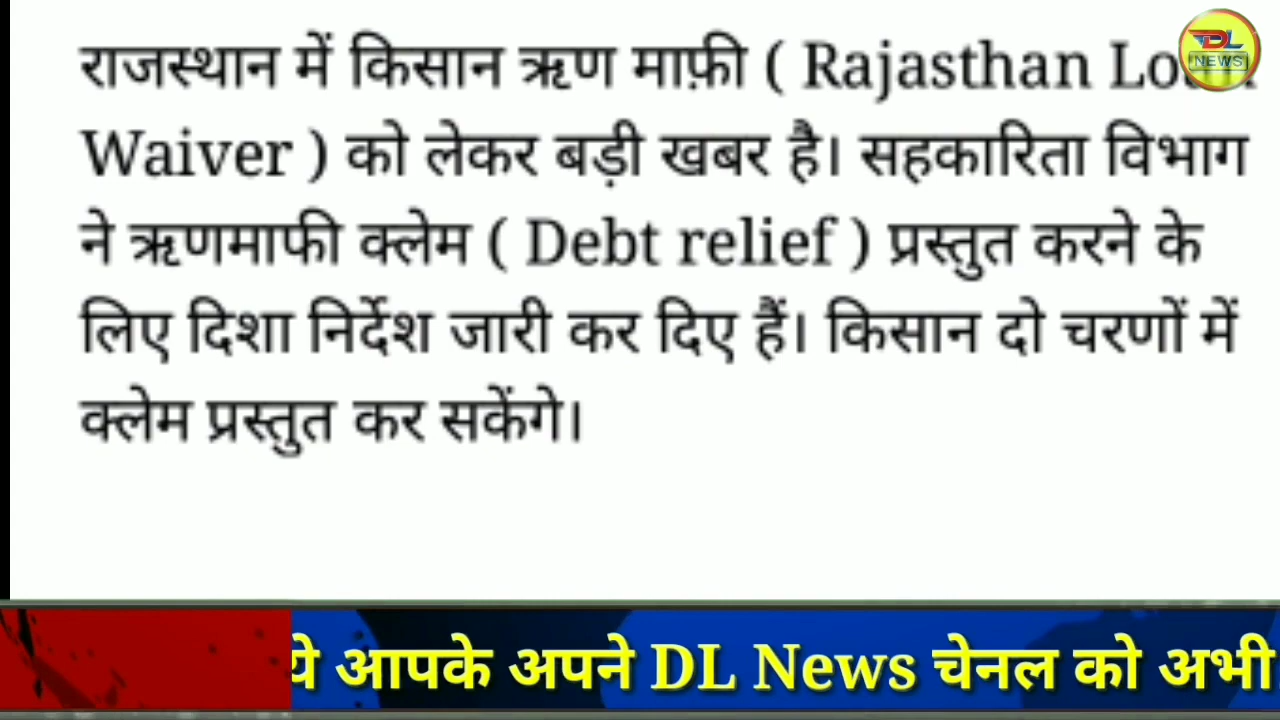 राजस्थान में किसान ऋण माफ़ी ( Rajasthan
Waiver ) को लेकर बड़ी खबर है। सहकारिता विभाग
ने ऋणमाफी क्लेम ( Debt relief ) प्रस्तुत करने के
लिए दिशा निर्देश जारी कर दिए हैं। किसान दो चरणों में
क्लेम प्रस्तुत कर सकेंगे।
DL
NEWS
आपके अपने DL News चेनल को अभी